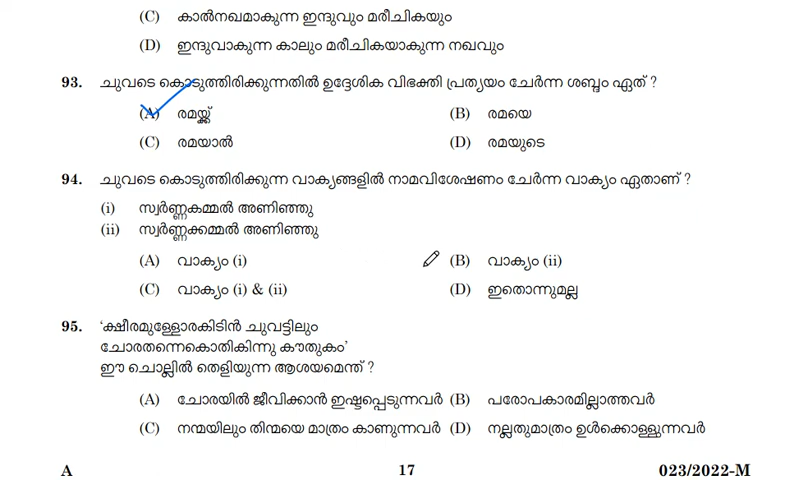 (C) കാൽനഖമാകുന്ന ഇന്ദുവും മരീചികയും
(D) ഇന്ദുവാകുന്ന കാലും മരീചികയാകുന്ന നഖവും
93. ചുവടെ കൊടുത്തിരിക്കുന്നതിൽ ഉദ്ദേശിക വിഭക്തി പ്രത്യയം ചേർന്ന ശബ്ദം ഏത് ?
(A) രമയ്ക്ക് (B) രമയെ
(C) രമയാൽ (D) രമയുടെ
94. ചുവടെ കൊടുത്തിരിക്കുന്ന വാക്യങ്ങളിൽ നാമവിശേഷണം ചേർന്ന വാക്യം ഏതാണ് ?
(i) സ്വർണ്ണകമ്മൽ അണിഞ്ഞു
(ii) സ്വർണ്ണക്കമ്മൽ അണിഞ്ഞു
(A) വാക്യം (i) (B) വാക്യം (ii)
(C) വാക്യം (i) & (ii) (D) ഇതൊന്നുമല്ല
95. 'ക്ഷീരമുള്ളോരകിടിൻ ചുവട്ടിലും
ചോരതന്നെകൊതികിന്നു കൗതുകം'
ഈ ചൊല്ലിൽ തെളിയുന്ന ആശയമെന്ത് ?
(A) ചോരയിൽ ജീവിക്കാൻ ഇഷ്ടപ്പെടുന്നവർ (B) പരോപകാരമില്ലാത്തവർ
(C) നന്മയിലും തിന്മയെ മാത്രം കാണുന്നവർ (D) നല്ലതുമാത്രം ഉൾക്കൊള്ളുന്നവർ
A 17 023/2022-M